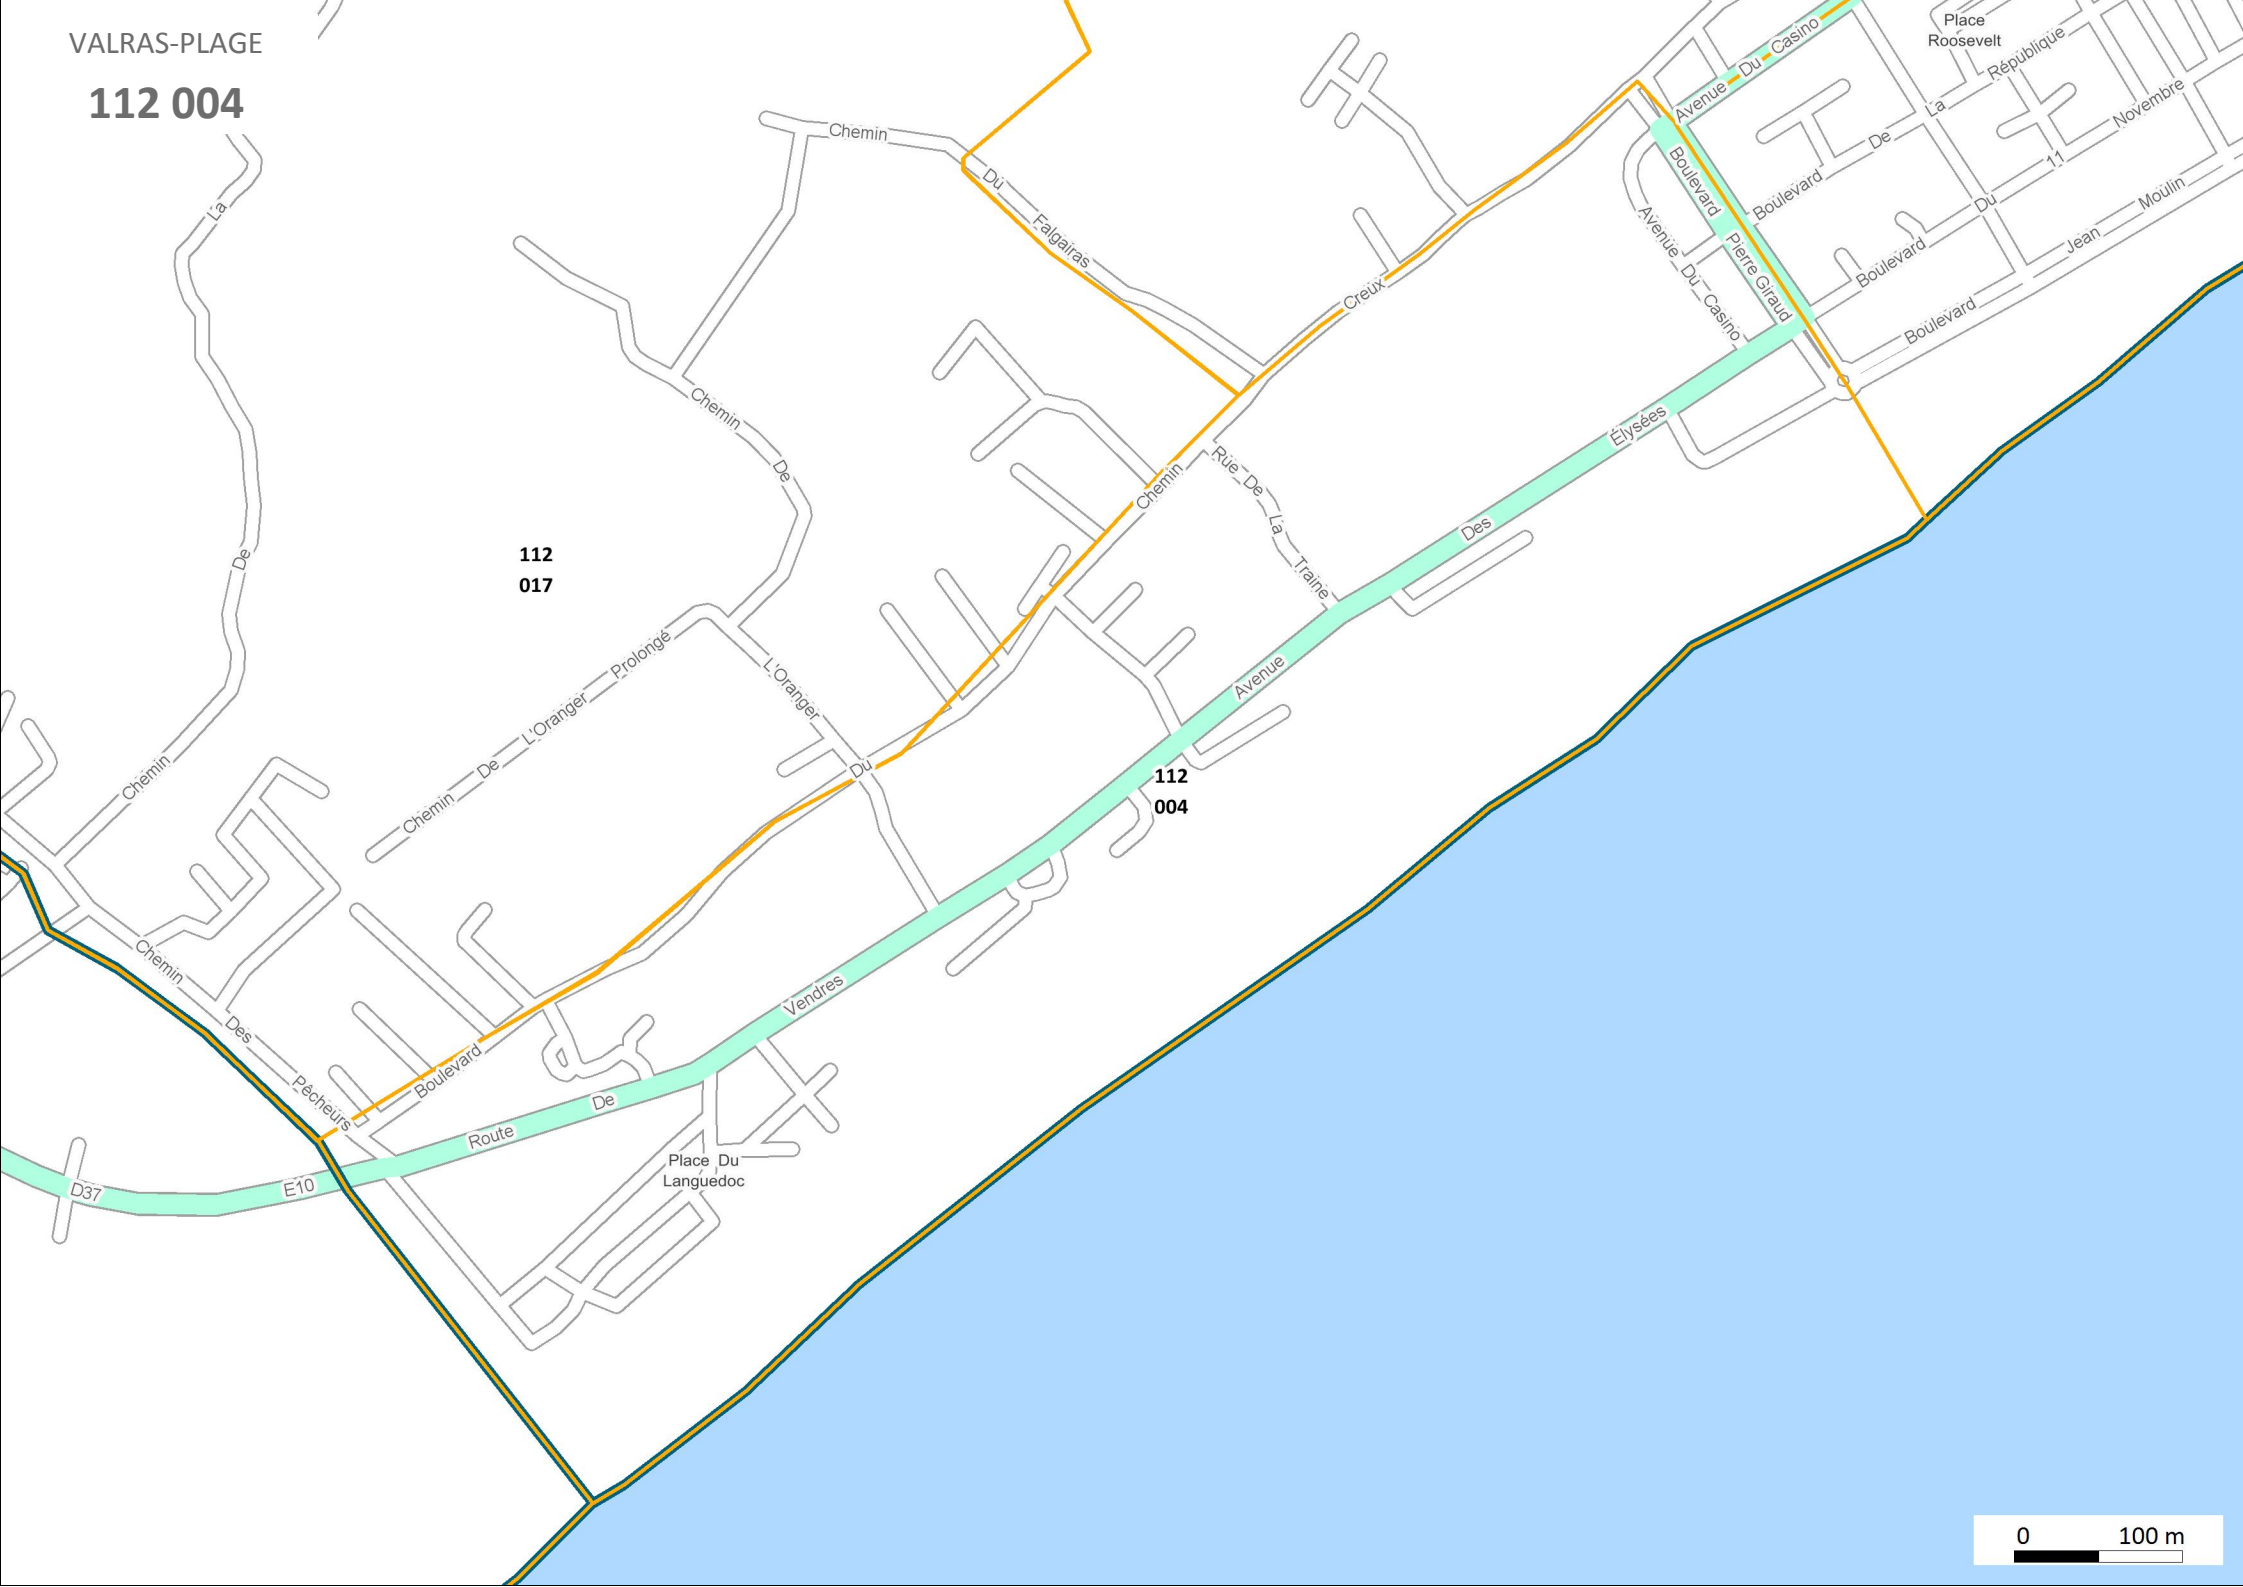 VALRAS-PLAGE
112 004
Place
Roosevelt
Avenue Du Casino
Boulevard De La République
Boulevard Du 11 Novembre
Boulevard Jean Moulin
Boulevard Pierre Giraud
Avenue Du Casino
Chemin Du Falgairas
Chemin Du Creux
Chemin De La
Chemin De L'Oranger
Chemin De L'Oranger Prolongé
Rue De La Traine
Avenue Des Élysées
112
017
112
004
Chemin Des Pêcheurs
Boulevard
Route De Vendres
Place Du
Languedoc
D37
E10
0 100 m